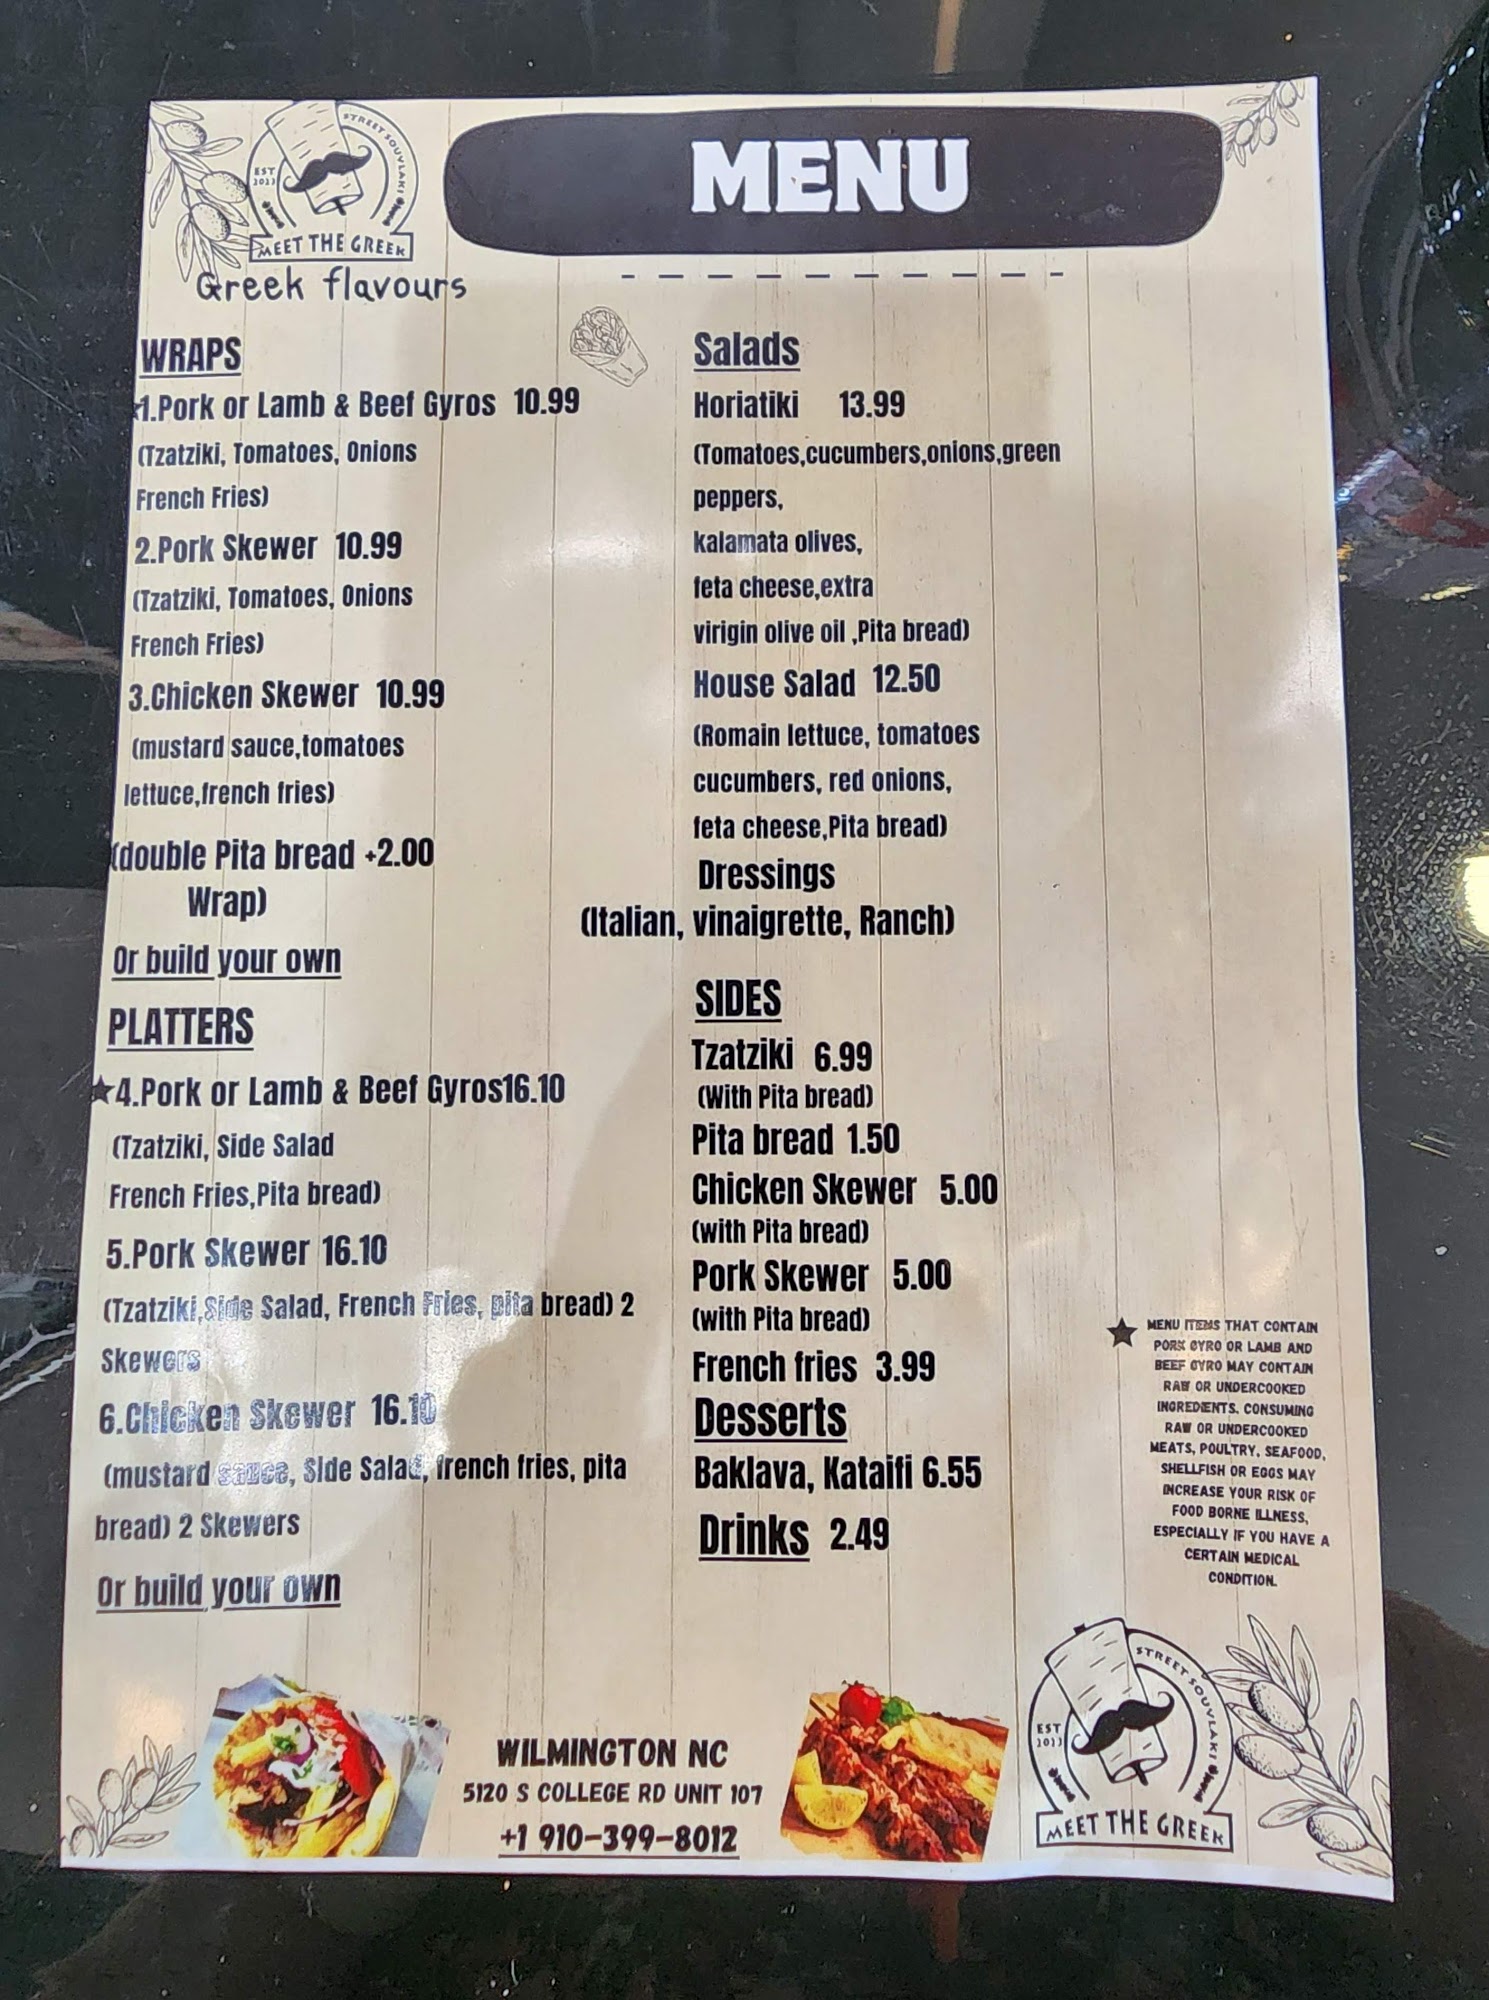 STREET SOUVLAKI
EST
2023
MEET THE GREEK
Greek flavours
MENU
WRAPS
★1.Pork or Lamb & Beef Gyros 10.99
(Tzatziki, Tomatoes, Onions
French Fries)
2.Pork Skewer 10.99
(Tzatziki, Tomatoes, Onions
French Fries)
3.Chicken Skewer 10.99
(mustard sauce,tomatoes
lettuce,french fries)
(double Pita bread +2.00
Wrap)
Or build your own
PLATTERS
★4.Pork or Lamb & Beef Gyros16.10
(Tzatziki, Side Salad
French Fries,Pita bread)
5.Pork Skewer 16.10
(Tzatziki,Side Salad, French Fries, pita bread) 2
Skewers
6.Chicken Skewer 16.10
(mustard sauce, SIde Salad, french fries, pita
bread) 2 Skewers
Or build your own
Salads
Horiatiki 13.99
(Tomatoes,cucumbers,onions,green
peppers,
kalamata olives,
feta cheese,extra
virigin olive oil ,Pita bread)
House Salad 12.50
(Romain lettuce, tomatoes
cucumbers, red onions,
feta cheese,Pita bread)
Dressings
(Italian, vinaigrette, Ranch)
SIDES
Tzatziki 6.99
(With Pita bread)
Pita bread 1.50
Chicken Skewer 5.00
(with Pita bread)
Pork Skewer 5.00
(with Pita bread)
French fries 3.99
Desserts
Baklava, Kataifi 6.55
Drinks 2.49
★ MENU ITEMS THAT CONTAIN
PORK GYRO OR LAMB AND
BEEF GYRO MAY CONTAIN
RAW OR UNDERCOOKED
INGREDIENTS. CONSUMING
RAW OR UNDERCOOKED
MEATS, POULTRY, SEAFOOD,
SHELLFISH OR EGGS MAY
INCREASE YOUR RISK OF
FOOD BORNE ILLNESS,
ESPECIALLY IF YOU HAVE A
CERTAIN MEDICAL
CONDITION.
WILMINGTON NC
5120 S COLLEGE RD UNIT 107
+1 910-399-8012
STREET SOUVLAKI
EST
2023
MEET THE GREEK